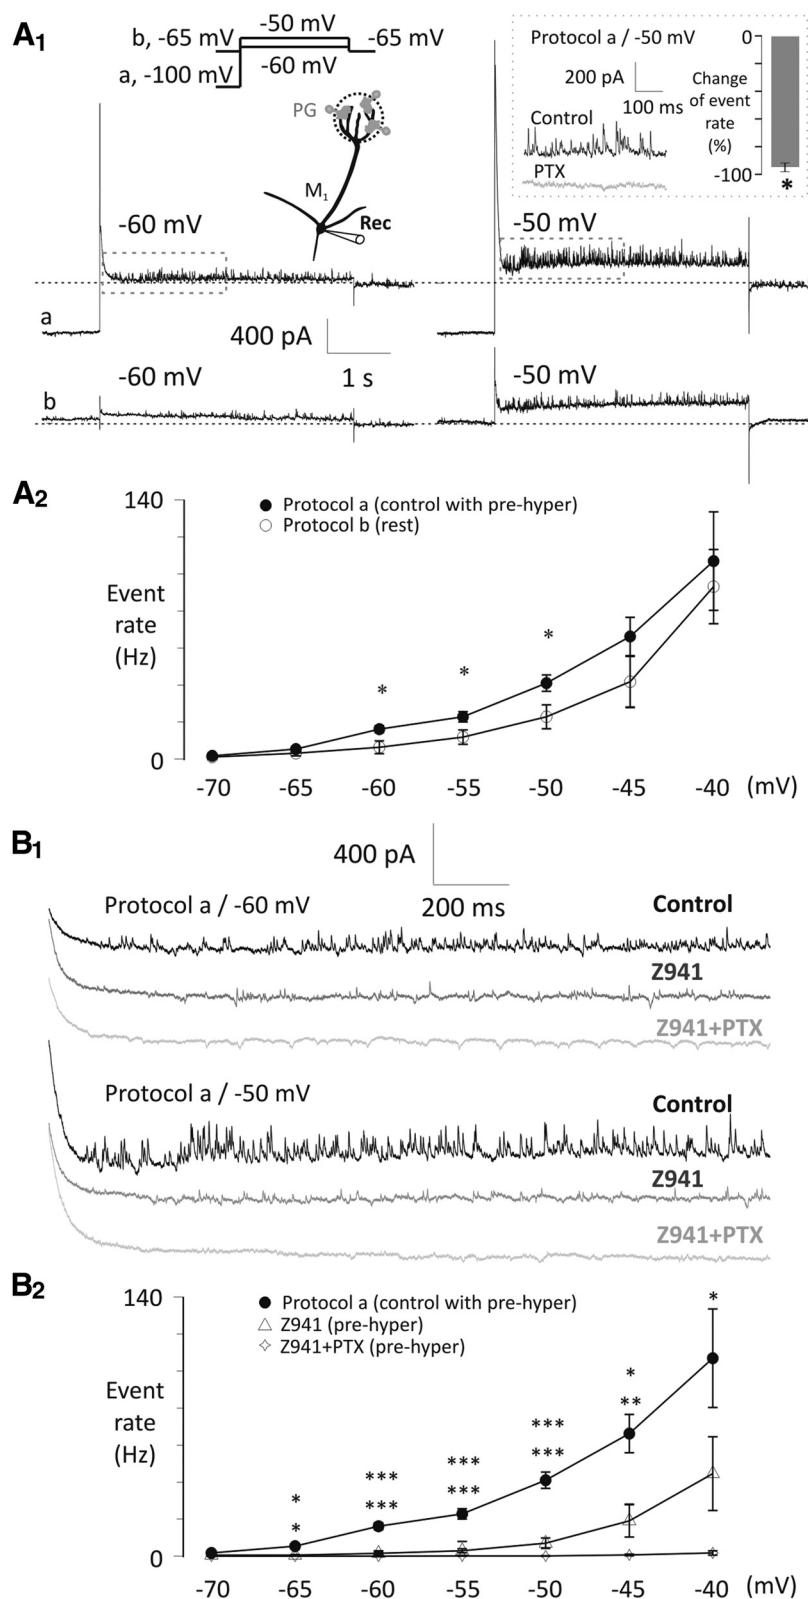 A1
b, -65 mV
-50 mV
-65 mV
a, -100 mV
-60 mV
PG
M1
Rec
-60 mV
a
400 pA
1 s
-50 mV
Protocol a / -50 mV
200 pA
100 ms
Control
PTX
Change
of event
rate
(%)
0
-100
*
b
-60 mV
-50 mV
A2
140
Event
rate
(Hz)
0
Protocol a (control with pre-hyper)
Protocol b (rest)
* * *
-70 -65 -60 -55 -50 -45 -40 (mV)
B1
400 pA
200 ms
Protocol a / -60 mV
Control
Z941
Z941+PTX
Protocol a / -50 mV
Control
Z941
Z941+PTX
B2
140
Event
rate
(Hz)
0
Protocol a (control with pre-hyper)
Z941 (pre-hyper)
Z941+PTX (pre-hyper)
* *** *** *** * *
* *** *** *** **
-70 -65 -60 -55 -50 -45 -40 (mV)